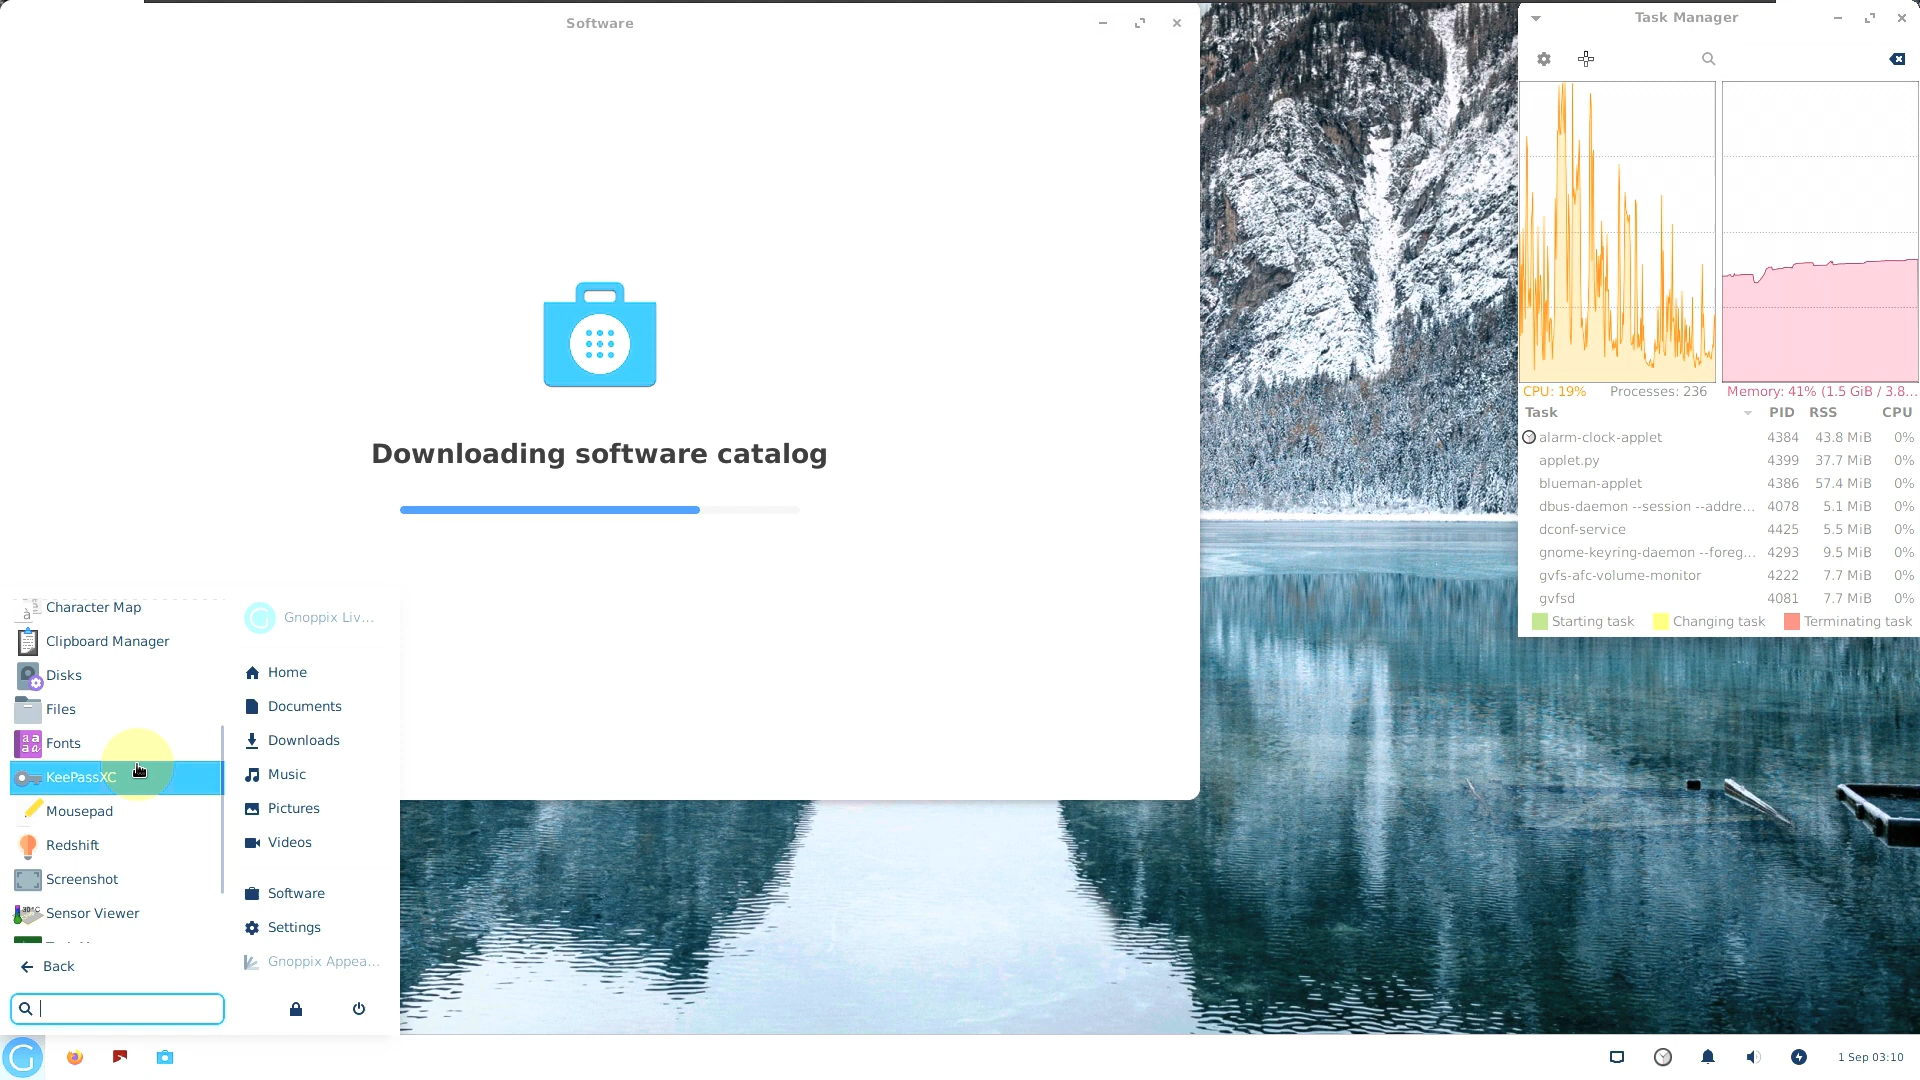 Software
Downloading software catalog
Task Manager
CPU: 19% Processes: 236 Memory: 41% (1.5 GiB / 3.8...
Task PID RSS CPU
alarm-clock-applet 4384 43.8 MiB 0%
applet.py 4399 37.7 MiB 0%
blueman-applet 4386 57.4 MiB 0%
dbus-daemon --session --addre... 4078 5.1 MiB 0%
dconf-service 4425 5.5 MiB 0%
gnome-keyring-daemon --foreg... 4293 9.5 MiB 0%
gvfs-afc-volume-monitor 4222 7.7 MiB 0%
gvfsd 4081 7.7 MiB 0%
Starting task Changing task Terminating task
Character Map
Clipboard Manager
Disks
Files
Fonts
KeePassXC
Mousepad
Redshift
Screenshot
Sensor Viewer
Back
Gnoppix Liv...
Home
Documents
Downloads
Music
Pictures
Videos
Software
Settings
Gnoppix Appea...
1 Sep 03:10